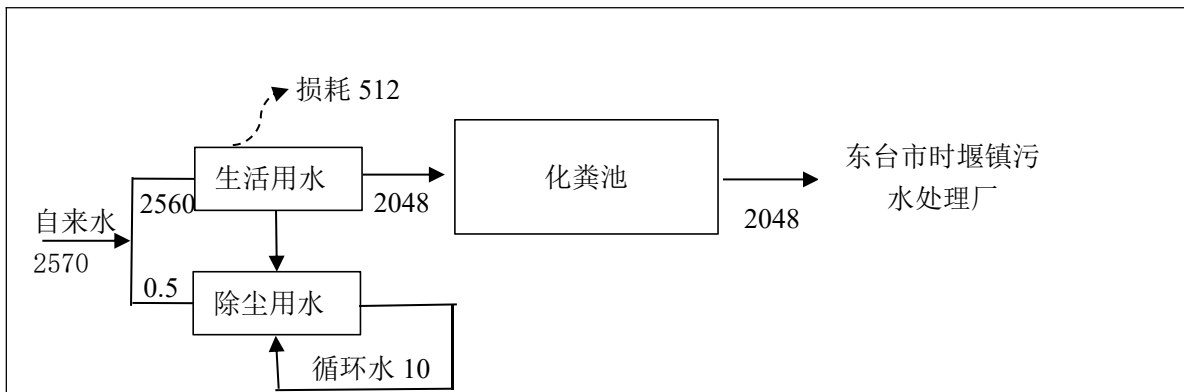 损耗 512
生活用水
化粪池
东台市时堰镇污
水处理厂
2560
2048
2048
自来水
2570
0.5
除尘用水
循环水 10